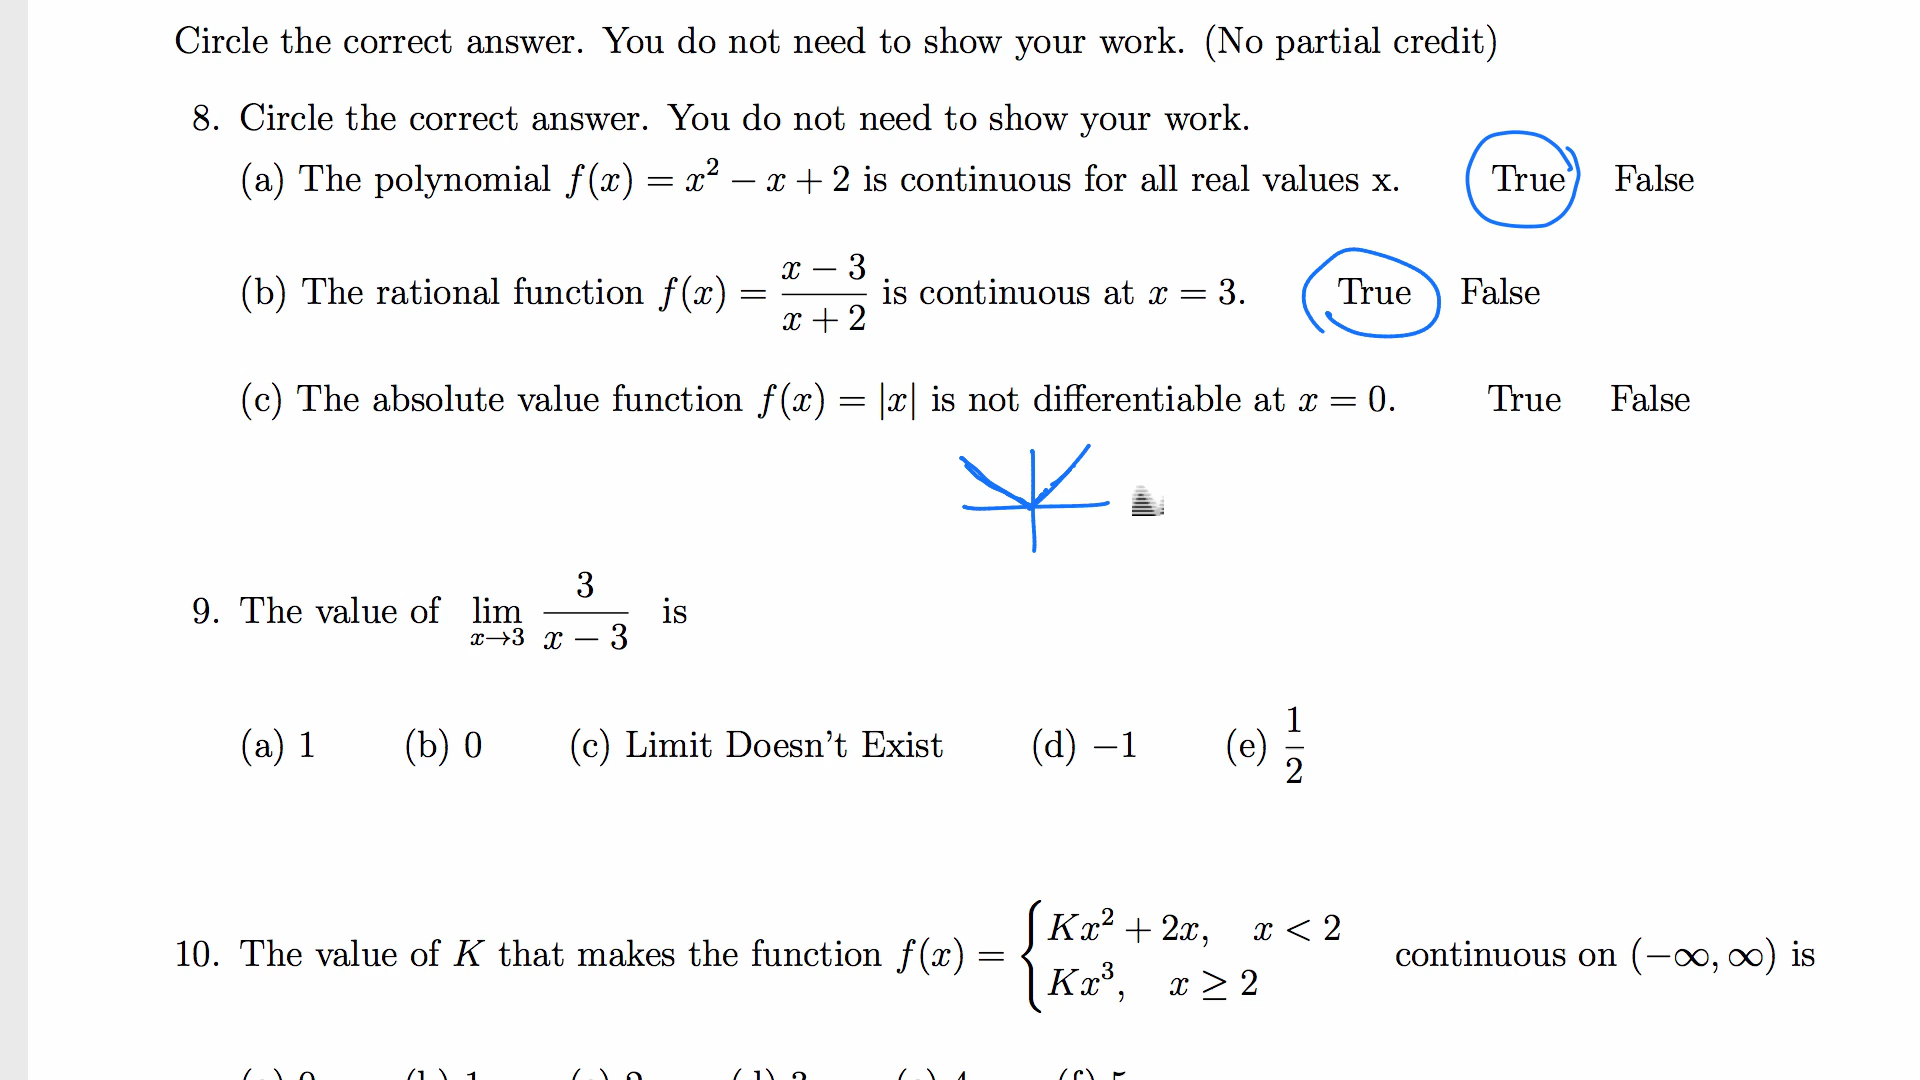 Circle the correct answer. You do not need to show your work. (No partial credit)
8. Circle the correct answer. You do not need to show your work.
(a) The polynomial f(x) = x² − x + 2 is continuous for all real values x. True False
(b) The rational function f(x) = (x − 3)/(x + 2) is continuous at x = 3. True False
(c) The absolute value function f(x) = |x| is not differentiable at x = 0. True False
9. The value of lim x→3 3/(x − 3) is
(a) 1 (b) 0 (c) Limit Doesn't Exist (d) −1 (e) 1/2
10. The value of K that makes the function f(x) = { Kx² + 2x, x < 2
Kx³, x ≥ 2 continuous on (−∞, ∞) is